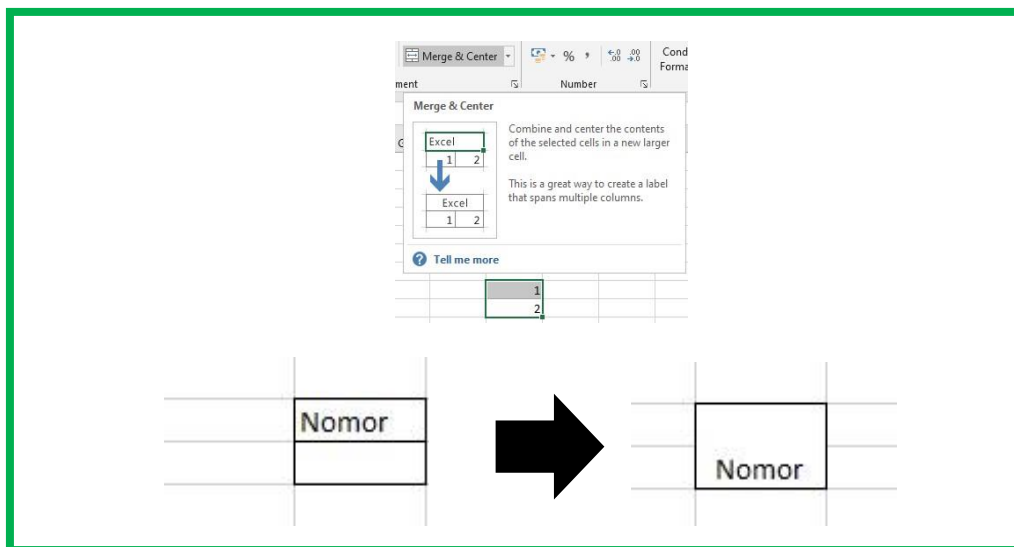 Merge & Center
% , .00 .00
Cond
Forma
ment
Number
Merge & Center
Combine and center the contents
of the selected cells in a new larger
cell.
This is a great way to create a label
that spans multiple columns.
Excel
1 2
Excel
1 2
? Tell me more
1
2
Nomor
Nomor